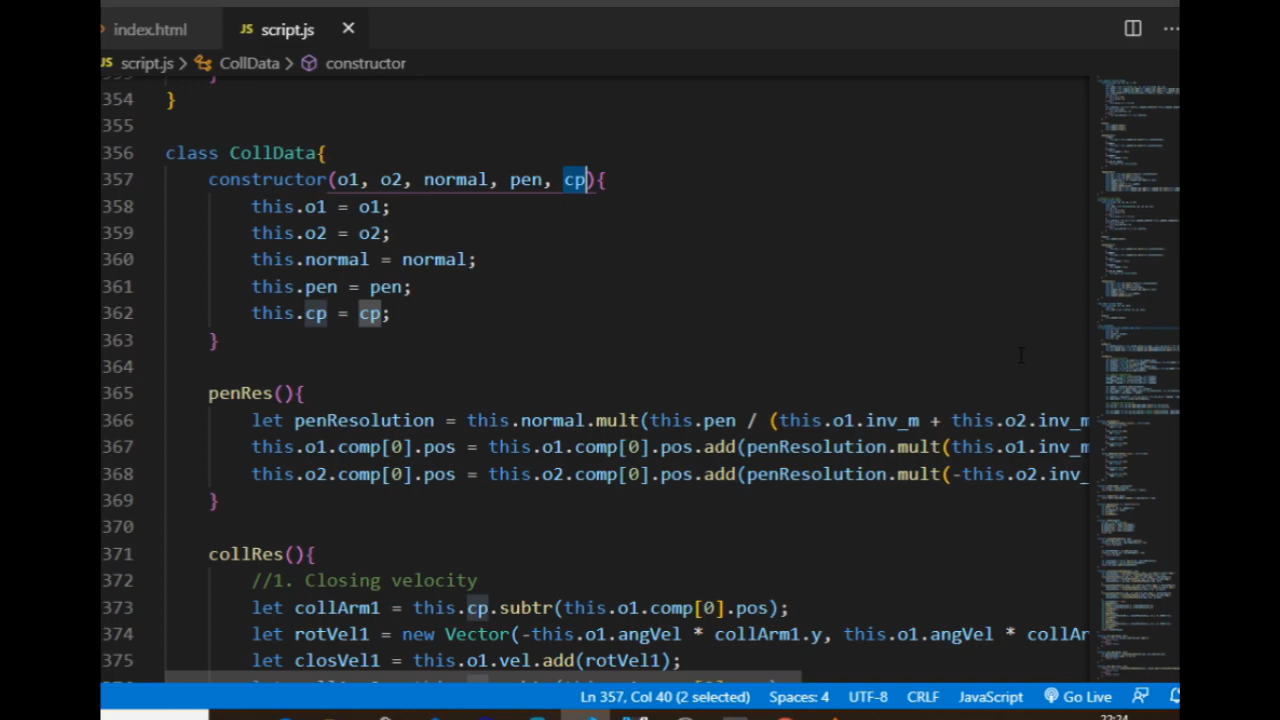 index.html
JS script.js
JS script.js > CollData > constructor
354 }
355
356 class CollData{
357 constructor(o1, o2, normal, pen, cp){
358 this.o1 = o1;
359 this.o2 = o2;
360 this.normal = normal;
361 this.pen = pen;
362 this.cp = cp;
363 }
364
365 penRes(){
366 let penResolution = this.normal.mult(this.pen / (this.o1.inv_m + this.o2.inv_m
367 this.o1.comp[0].pos = this.o1.comp[0].pos.add(penResolution.mult(this.o1.inv_m
368 this.o2.comp[0].pos = this.o2.comp[0].pos.add(penResolution.mult(-this.o2.inv_
369 }
370
371 collRes(){
372 //1. Closing velocity
373 let collArm1 = this.cp.subtr(this.o1.comp[0].pos);
374 let rotVel1 = new Vector(-this.o1.angVel * collArm1.y, this.o1.angVel * collAr
375 let closVel1 = this.o1.vel.add(rotVel1);
Ln 357, Col 40 (2 selected) Spaces: 4 UTF-8 CRLF JavaScript Go Live